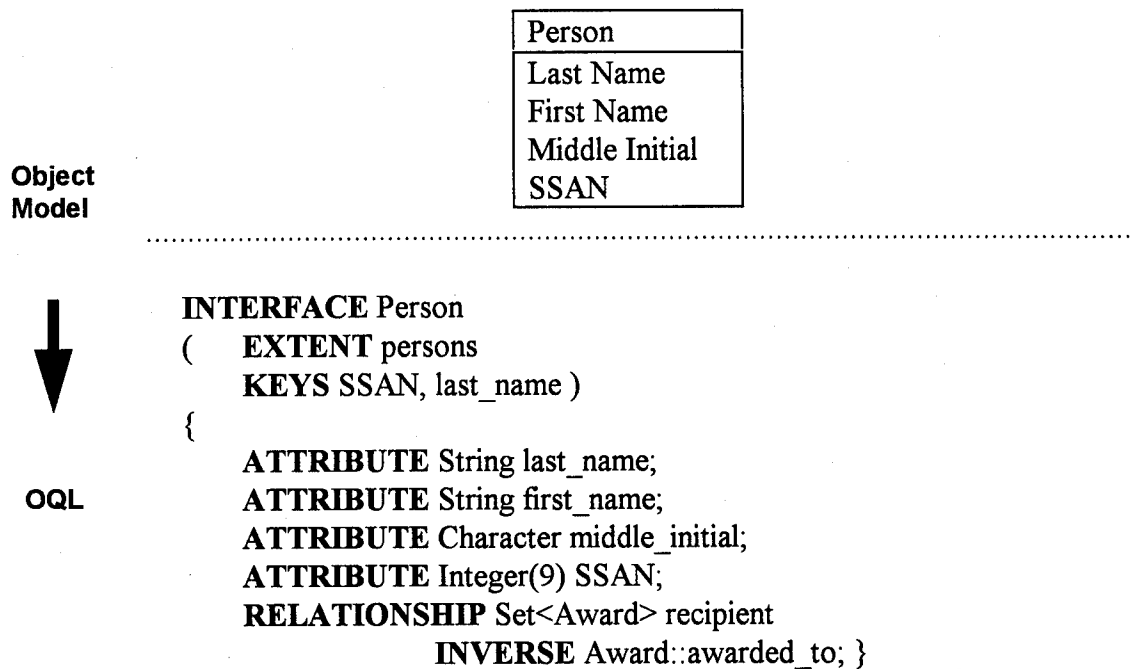 Person
Last Name
First Name
Middle Initial
SSAN
Object
Model
INTERFACE Person
( EXTENT persons
KEYS SSAN, last_name )
{
ATTRIBUTE String last_name;
OQL
ATTRIBUTE String first_name;
ATTRIBUTE Character middle_initial;
ATTRIBUTE Integer(9) SSAN;
RELATIONSHIP Set<Award> recipient
INVERSE Award::awarded_to; }